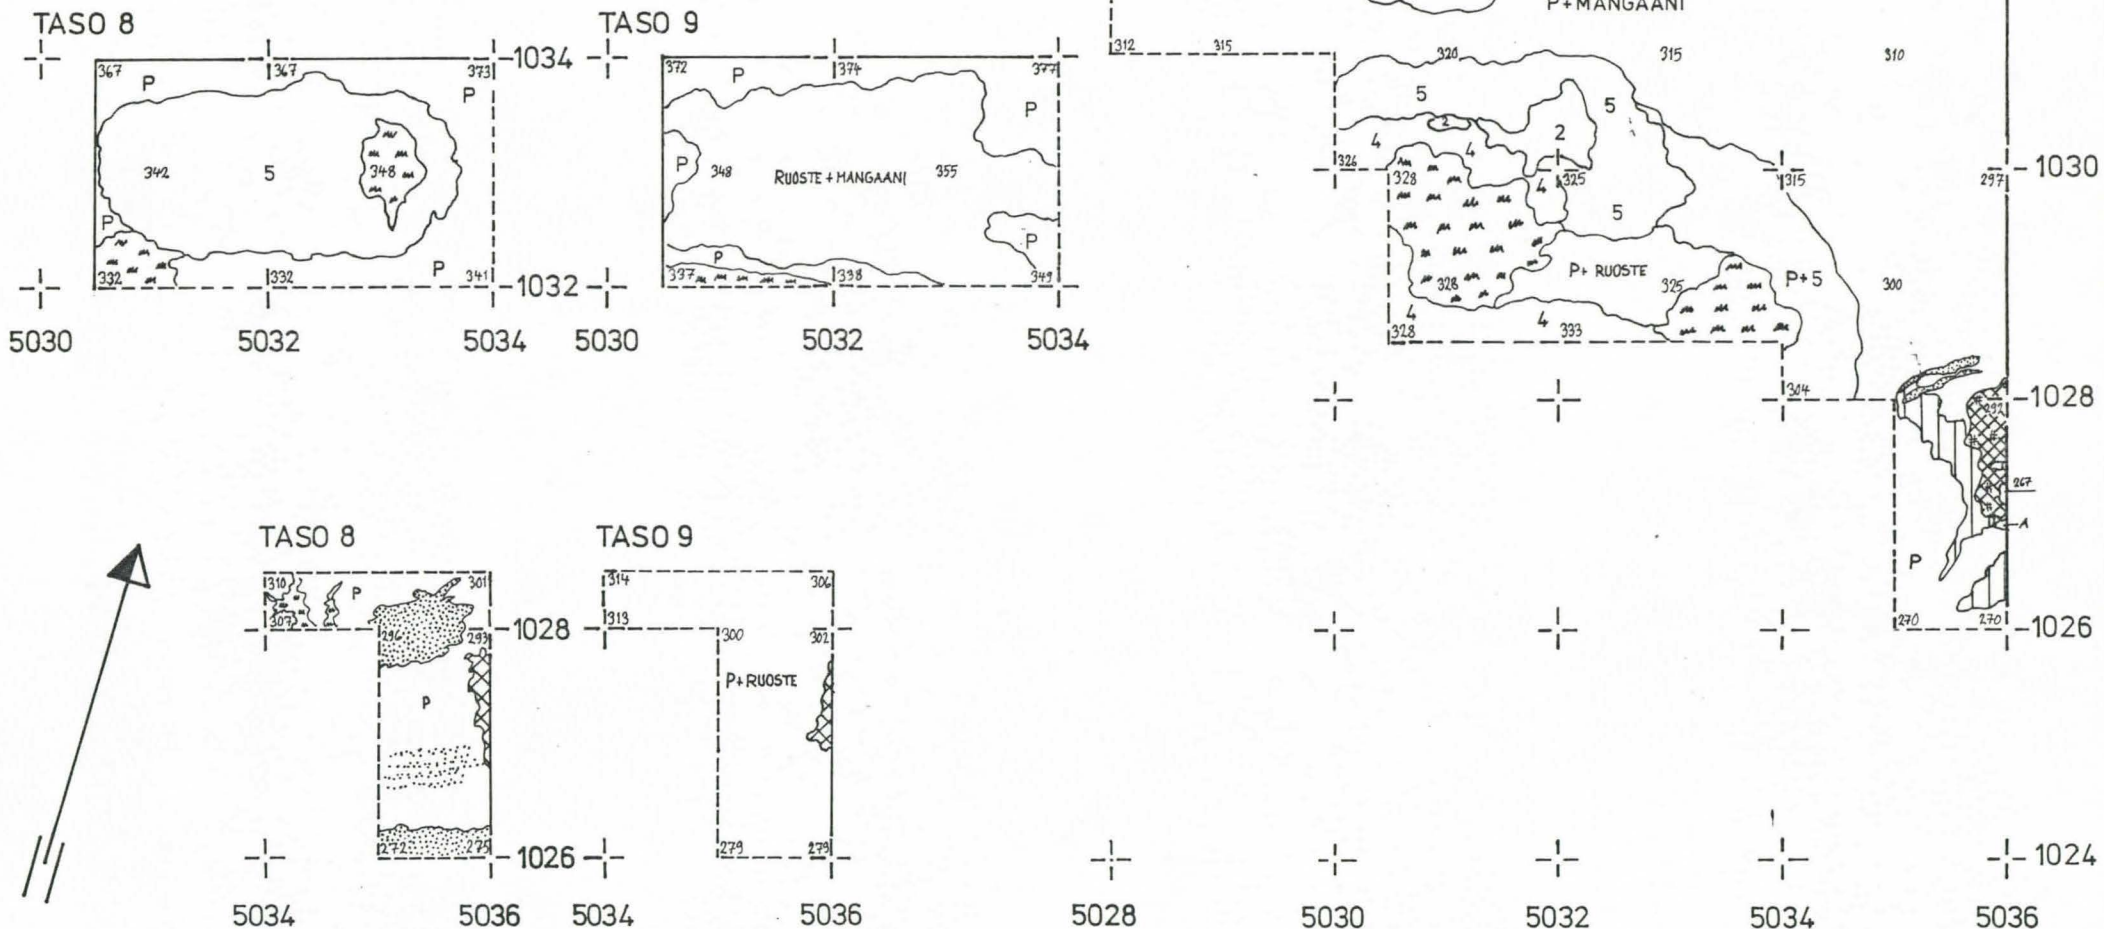 TASO 8
367 P 367 373 1034
P
342 5 348
P
332 332 P 341 1032
5030 5032 5034
TASO 9
372 P 374 377
P
P 348 RUOSTE + MANGAANI 355
P
P
337 338 349
5030 5032 5034
P + MANGAANI
312 315 320 315 310
5 5
2 2
4 4
326 1030
328 4 325 315 297
5
P + RUOSTE
328 325 P+5 300
4 4
328 333
304 1028
292
267
A
P
270 270 1026
1024
5028 5030 5032 5034 5036
TASO 8
310 P 301
307 296 293 1028
P
272 275 1026
5034 5036
TASO 9
314 306
313 300 302
P + RUOSTE
279 279
5034 5036